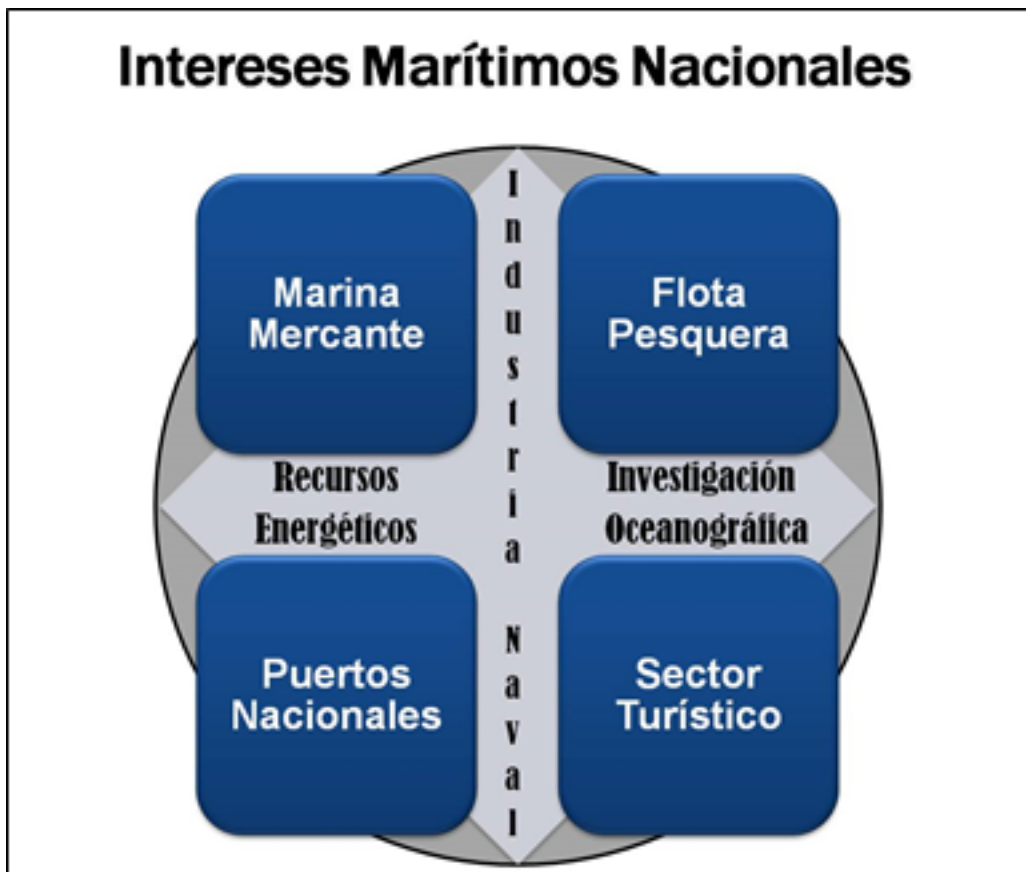 Intereses Marítimos Nacionales
Marina
Mercante
Flota
Pesquera
Industria Naval
Recursos
Energéticos
Investigación
Oceanográfica
Puertos
Nacionales
Sector
Turístico